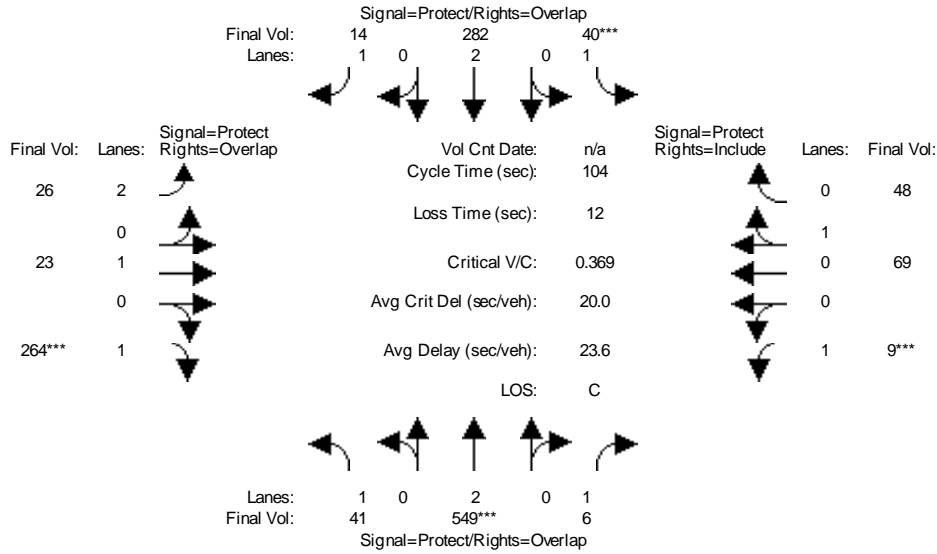 Signal=Protect/Rights=Overlap
Final Vol: 14 282 40***
Lanes: 1 0 2 0 1
Signal=Protect
Final Vol: Lanes: Rights=Overlap
Vol Cnt Date: n/a
Signal=Protect
Rights=Include Lanes: Final Vol:
Cycle Time (sec): 104
26 2
0 48
Loss Time (sec): 12
0
1
23 1
Critical V/C: 0.369
0 69
0
Avg Crit Del (sec/veh): 20.0
0
264*** 1
Avg Delay (sec/veh): 23.6
1 9***
LOS: C
Lanes: 1 0 2 0 1
Final Vol: 41 549*** 6
Signal=Protect/Rights=Overlap